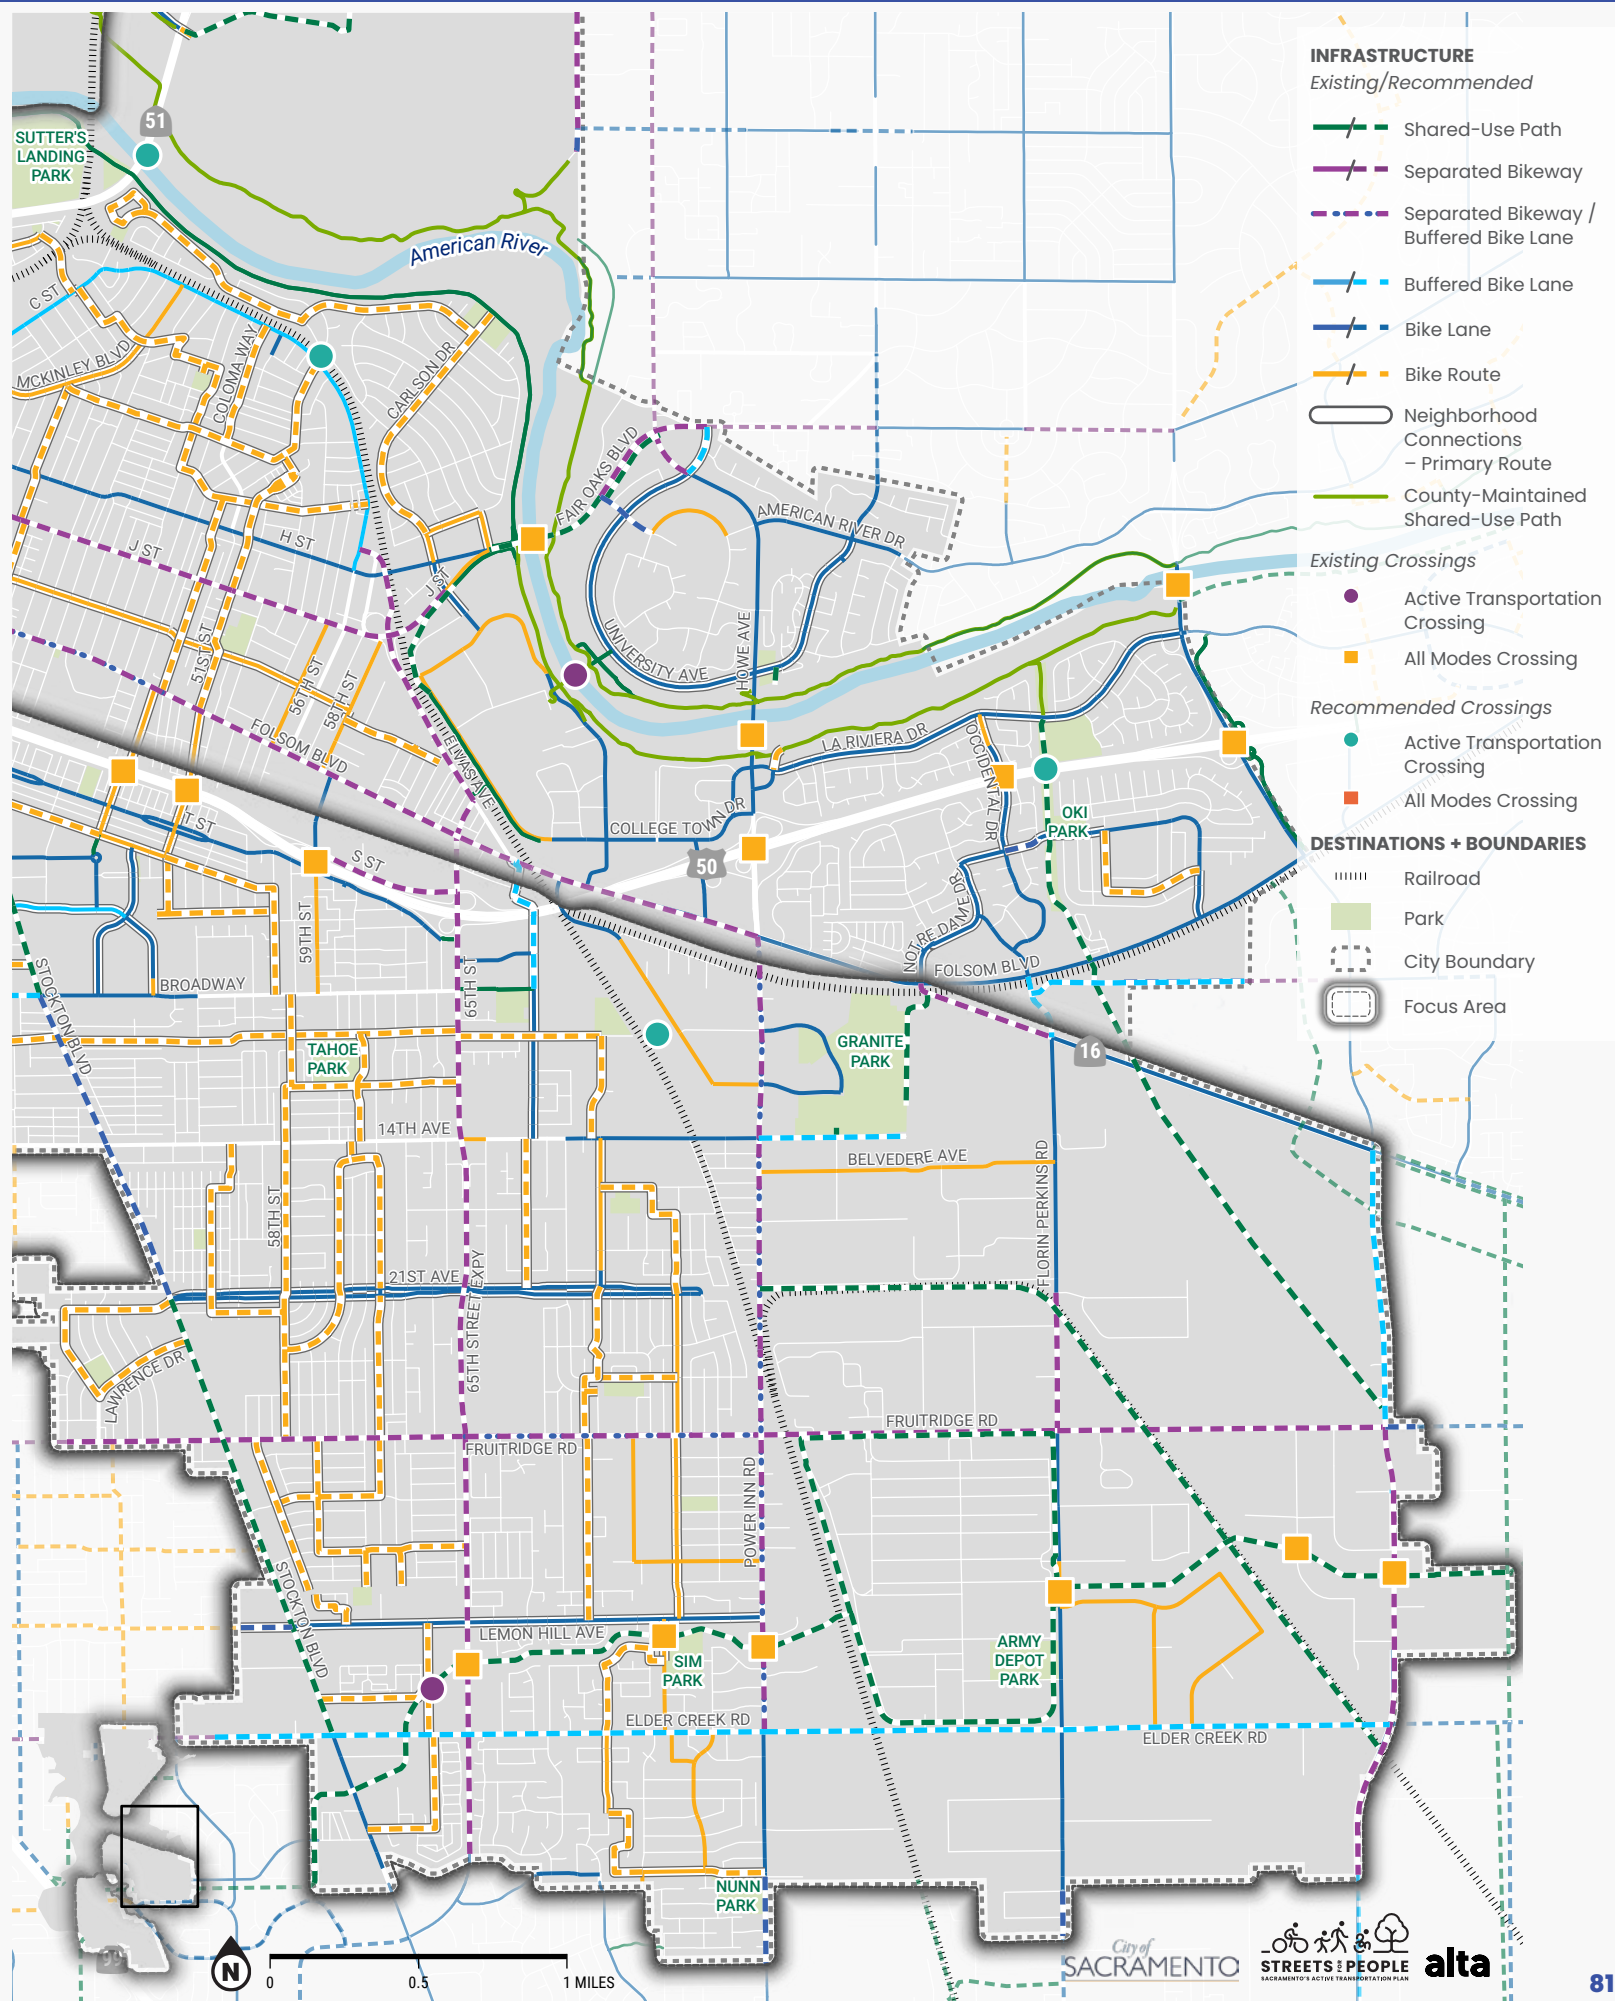 INFRASTRUCTURE
Existing/Recommended
Shared-Use Path
Separated Bikeway
Separated Bikeway /
Buffered Bike Lane
Buffered Bike Lane
Bike Lane
Bike Route
Neighborhood
Connections
– Primary Route
County-Maintained
Shared-Use Path
Existing Crossings
Active Transportation
Crossing
All Modes Crossing
Recommended Crossings
Active Transportation
Crossing
All Modes Crossing
DESTINATIONS + BOUNDARIES
Railroad
Park
City Boundary
Focus Area
51
SUTTER'S
LANDING
PARK
American River
C ST
MCKINLEY BLVD
COLOMA WAY
CARLSON DR
FAIR OAKS BLVD
AMERICAN RIVER DR
H ST
J ST
J ST
UNIVERSITY AVE
HOWE AVE
51ST ST
56TH ST
58TH ST
FOLSOM BLVD
ELVAS AVE
LA RIVIERA DR
OCCIDENTAL DR
COLLEGE TOWN DR
OKI
PARK
T ST
S ST
50
59TH ST
NOTRE DAME DR
FOLSOM BLVD
STOCKTON BLVD
BROADWAY
65TH ST
TAHOE
PARK
GRANITE
PARK
16
14TH AVE
BELVEDERE AVE
58TH ST
FLORIN PERKINS RD
21ST AVE
65TH STREET EXPY
LAWRENCE DR
FRUITRIDGE RD
FRUITRIDGE RD
POWER INN RD
STOCKTON BLVD
LEMON HILL AVE
SIM
PARK
ARMY
DEPOT
PARK
ELDER CREEK RD
ELDER CREEK RD
NUNN
PARK
99
N
0
0.5
1 MILES
City of
SACRAMENTO
STREETS FOR PEOPLE
SACRAMENTO'S ACTIVE TRANSPORTATION PLAN
alta
81